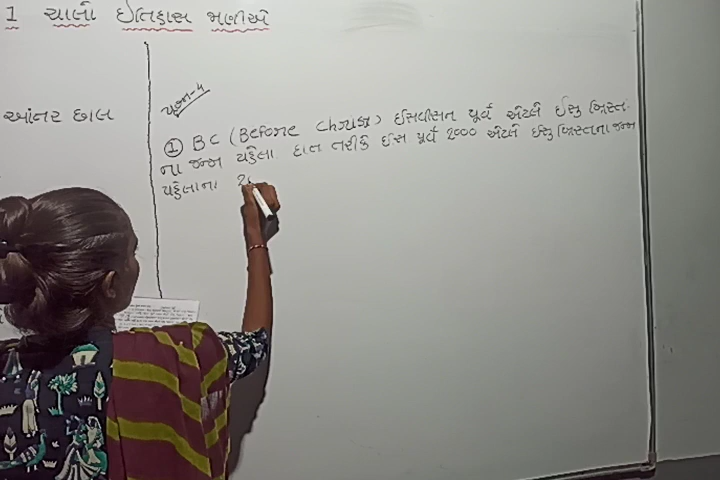 1 ચાલો ઈતિહાસ જાણીએ
આંતર છાલ
પ્રશ્ન-4
① BC (Before Christ) ઈસવીસન પૂર્વે એટલે ઈસુ ખ્રિસ્ત-
ના જન્મ પહેલા દાત તરીકે ઈસ પૂર્વે 2000 એટલે ઈસુ ખ્રિસ્તના જન્મ
પહેલાના